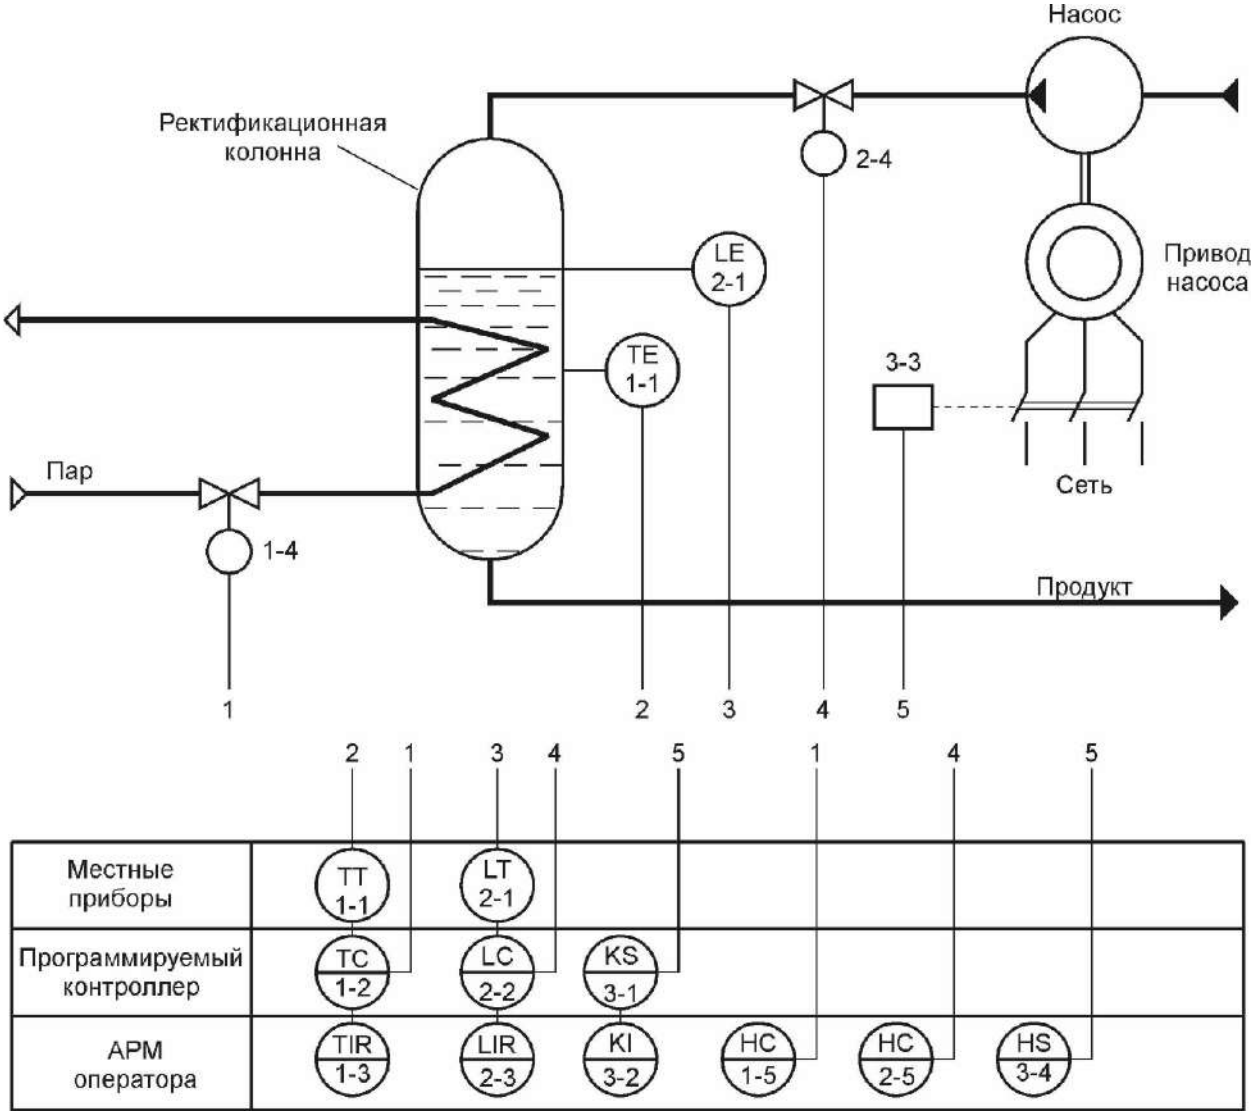 Насос
Ректификационная
колонна
2-4
LE
2-1
Привод
насоса
TE
1-1
3-3
Пар
Сеть
1-4
Продукт
1 2 3 4 5
2 1 3 4 5 1 4 5
Местные
приборы
TT
1-1
LT
2-1
Программируемый
контроллер
TC
1-2
LC
2-2
KS
3-1
АРМ
оператора
TIR
1-3
LIR
2-3
KI
3-2
HC
1-5
HC
2-5
HS
3-4